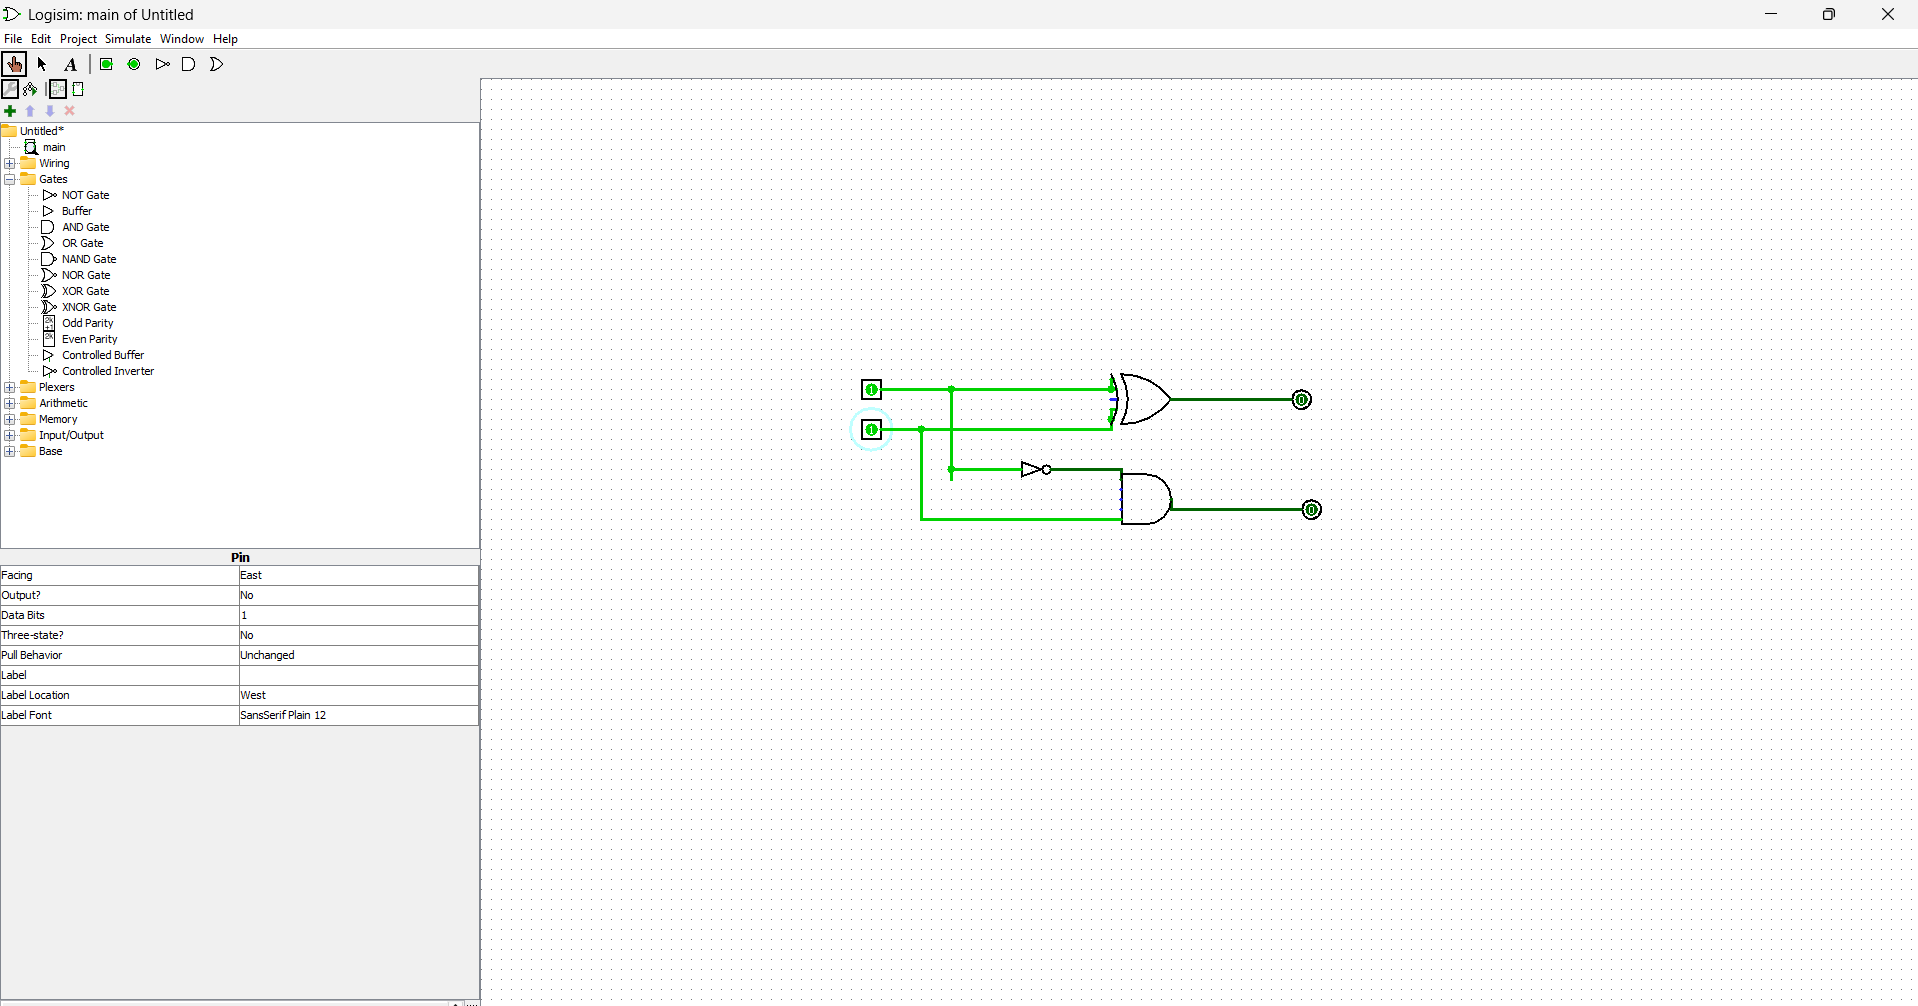 Logisim: main of Untitled
File Edit Project Simulate Window Help
A
Untitled*
main
Wiring
Gates
NOT Gate
Buffer
AND Gate
OR Gate
NAND Gate
NOR Gate
XOR Gate
XNOR Gate
2k+1 Odd Parity
2k Even Parity
Controlled Buffer
Controlled Inverter
Plexers
Arithmetic
Memory
Input/Output
Base
Pin
Facing East
Output? No
Data Bits 1
Three-state? No
Pull Behavior Unchanged
Label
Label Location West
Label Font SansSerif Plain 12
1
0
1
0